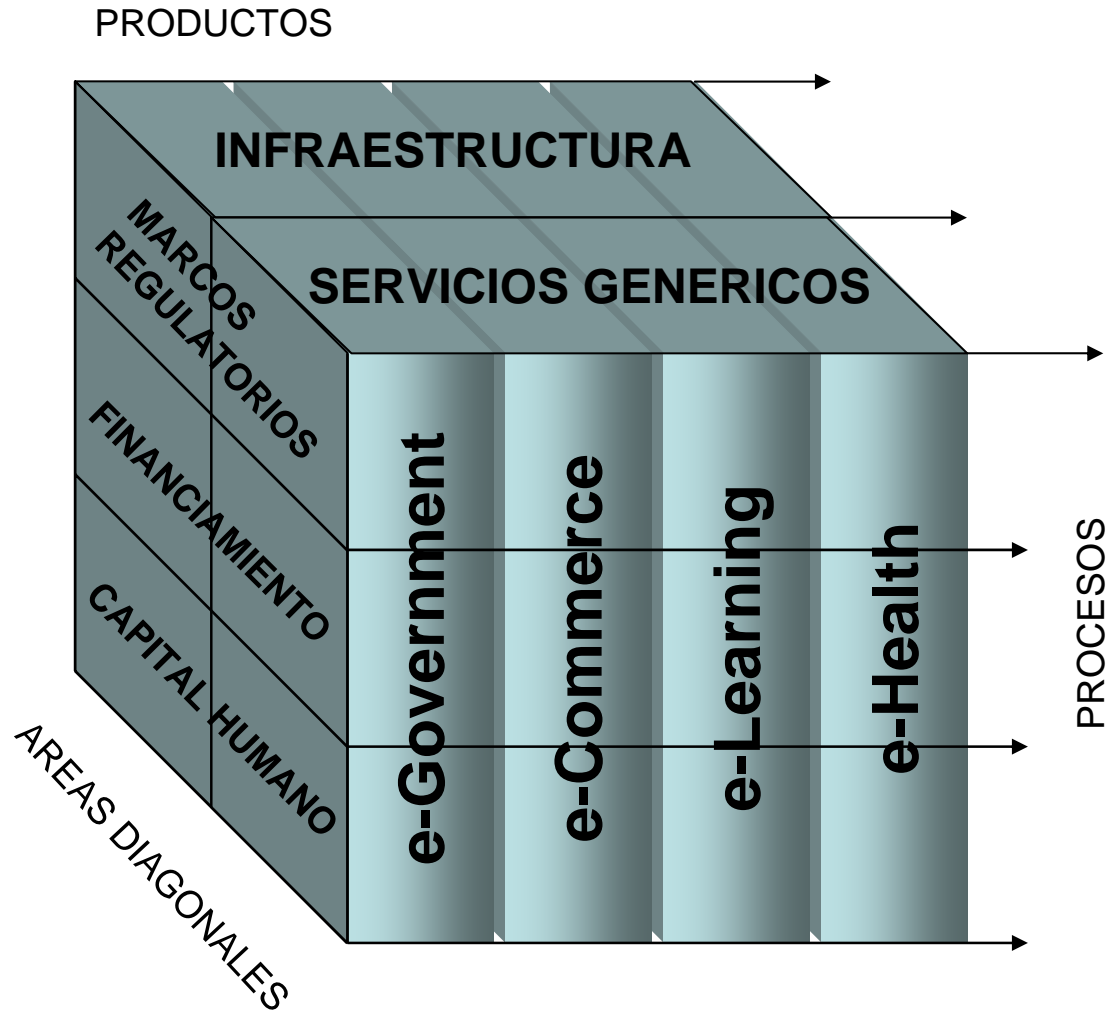 PRODUCTOS
INFRAESTRUCTURA
SERVICIOS GENERICOS
MARCOS
REGULATORIOS
FINANCIAMIENTO
CAPITAL HUMANO
AREAS DIAGONALES
e-Government
e-Commerce
e-Learning
e-Health
PROCESOS